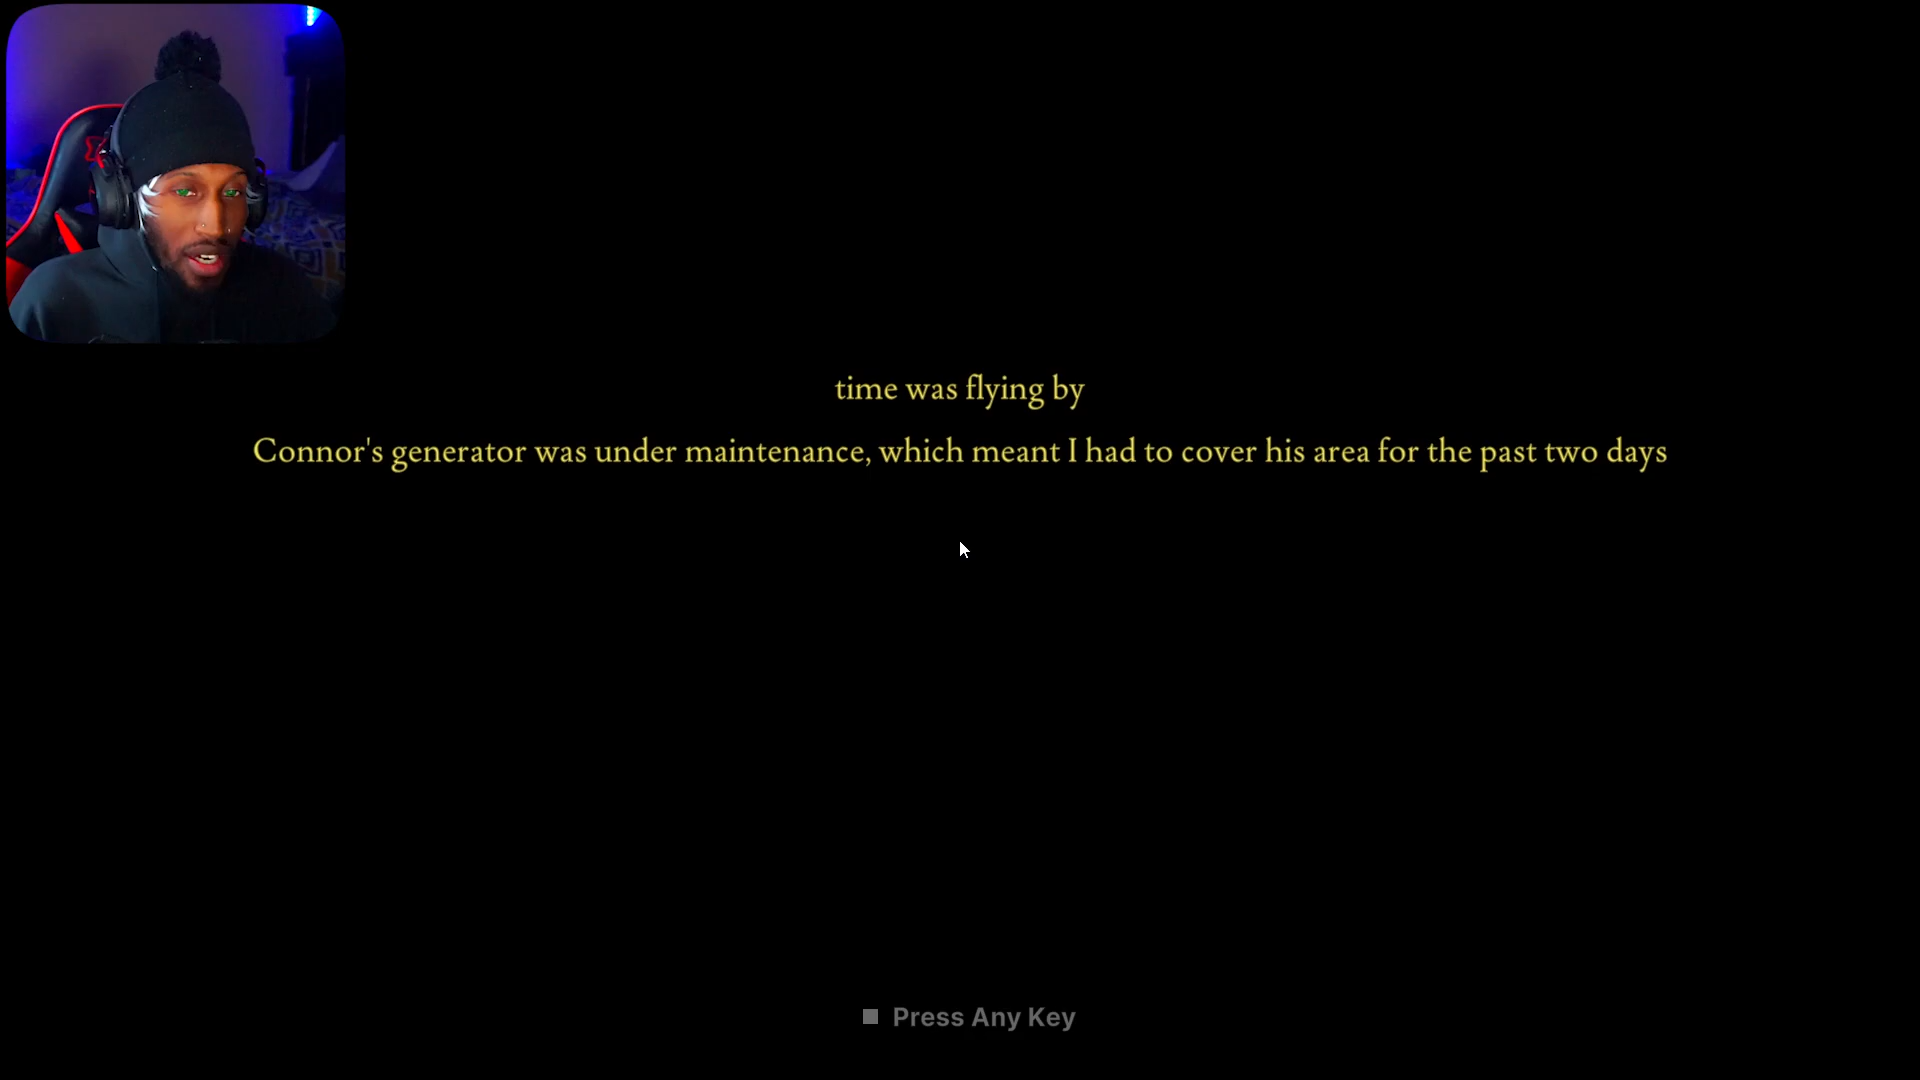 time was flying by
Connor's generator was under maintenance, which meant I had to cover his area for the past two days
Press Any Key